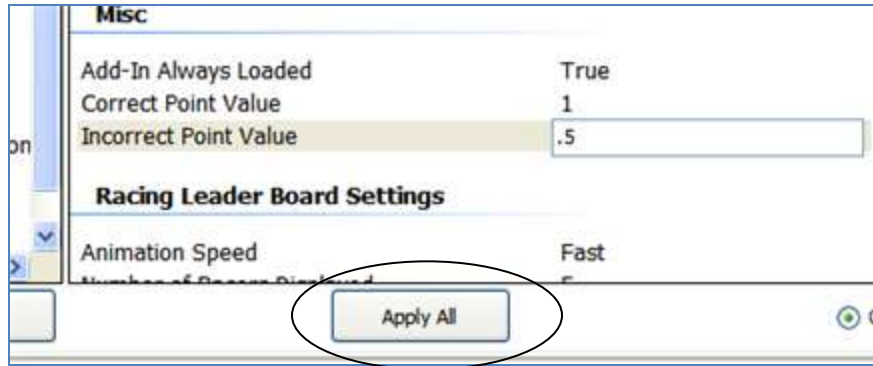 Misc
Add-In Always Loaded True
Correct Point Value 1
on Incorrect Point Value .5
Racing Leader Board Settings
Animation Speed Fast
Apply All